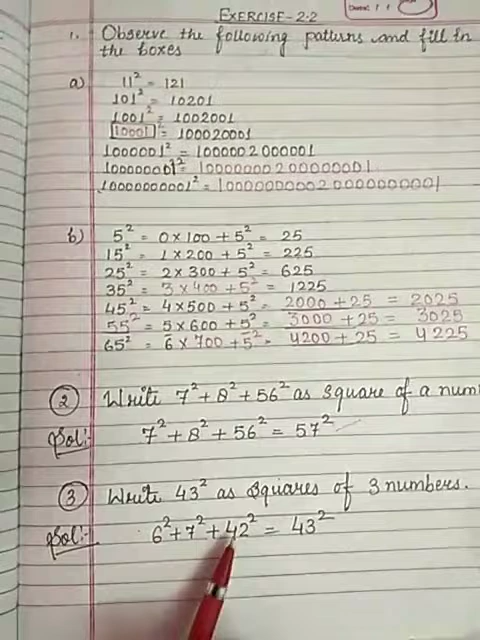 EXERCISE-2.2
1. Observe the following patterns and fill in
the boxes
a) 11² = 121
101² = 10201
1001² = 1002001
10001² = 100020001
1000001² = 1000002000001
100000001² = 10000000200000001
10000000001² = 100000000020000000001
b) 5² = 0×100 + 5² = 25
15² = 1×200 + 5² = 225
25² = 2×300 + 5² = 625
35² = 3×400 + 5² = 1225
45² = 4×500 + 5² = 2000 + 25 = 2025
55² = 5×600 + 5² = 3000 + 25 = 3025
65² = 6×700 + 5² = 4200 + 25 = 4225
2 Write 7² + 8² + 56² as square of a num
Sol:- 7² + 8² + 56² = 57²
3 Write 43² as squares of 3 numbers.
Sol:- 6² + 7² + 42² = 43²